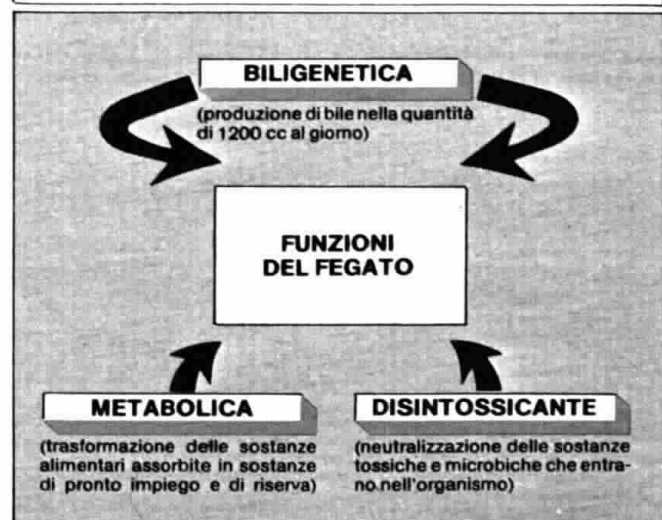 BILIGENETICA
(produzione di bile nella quantità
di 1200 cc al giorno)
FUNZIONI
DEL FEGATO
METABOLICA
(trasformazione delle sostanze
alimentari assorbite in sostanze
di pronto impiego e di riserva)
DISINTOSSICANTE
(neutralizzazione delle sostanze
tossiche e microbiche che entra-
no nell'organismo)